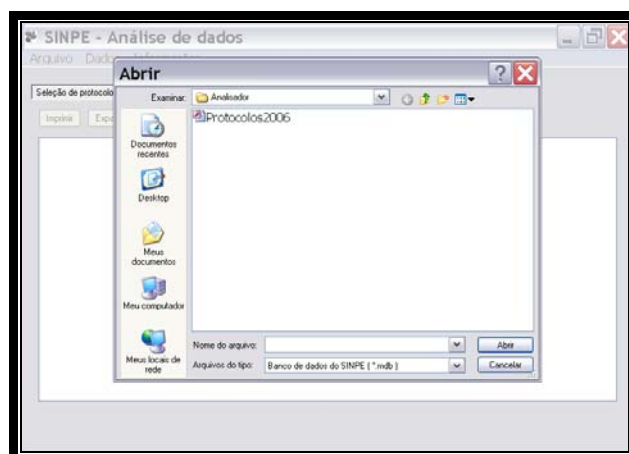 SINPE - Análise de dados
Arquivo Dados
Abrir
Seleção de protocolo
Examinar: Analisador
Imprimir
Protocolos2006
Documentos recentes
Desktop
Meus documentos
Meu computador
Meus locais de rede
Nome do arquivo:
Abrir
Arquivos do tipo: Banco de dados do SINPE ( *.mdb )
Cancelar